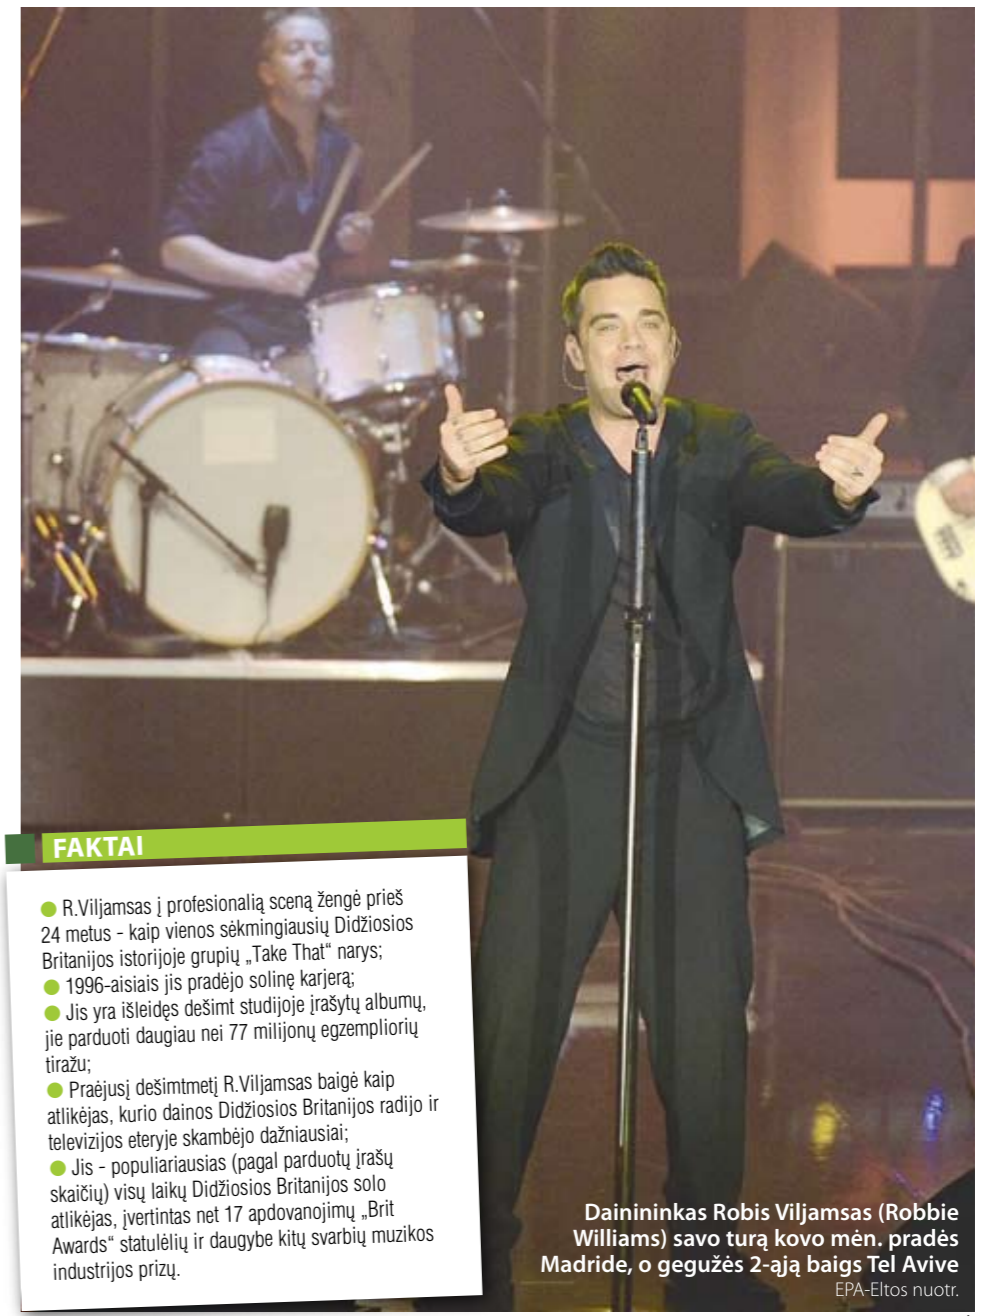 FAKTAI
● R.Viljamsas į profesionalią sceną žengė prieš
24 metus - kaip vienos sėkmingiausių Didžiosios
Britanijos istorijoje grupių „Take That“ narys;
● 1996-aisiais jis pradėjo solinę karjerą;
● Jis yra išleidęs dešimt studijoje įrašytų albumų,
jie parduoti daugiau nei 77 milijonų egzempliorių
tiražu;
● Praėjusį dešimtmetį R.Viljamsas baigė kaip
atlikėjas, kurio dainos Didžiosios Britanijos radijo ir
televizijos eteryje skambėjo dažniausiai;
● Jis - populiariausias (pagal parduotų įrašų
skaičių) visų laikų Didžiosios Britanijos solo
atlikėjas, įvertintas net 17 apdovanojimų „Brit
Awards“ statulėlių ir daugybe kitų svarbių muzikos
industrijos prizų.
Dainininkas Robis Viljamsas (Robbie
Williams) savo turą kovo mėn. pradės
Madride, o gegužės 2-ąją baigs Tel Avive
EPA-Eltos nuotr.